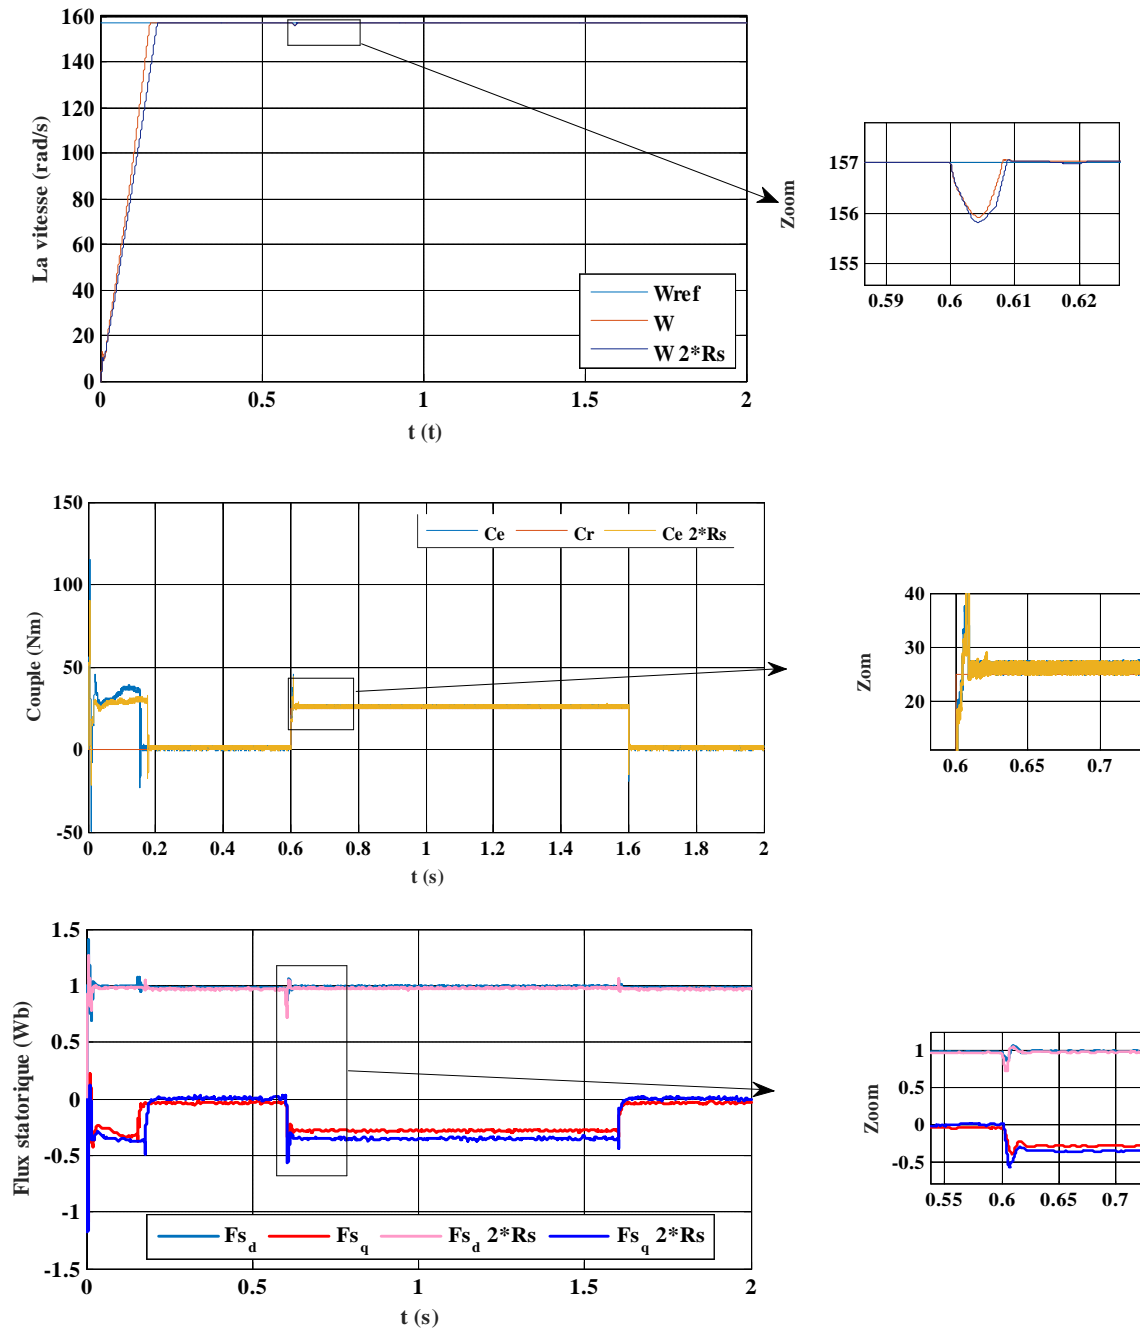 160
140
120
100
80
60
40
20
0
La vitesse (rad/s)
0 0.5 1 1.5 2
t (t)
Wref
W
W 2*Rs
Zoom
157
156
155
0.59 0.6 0.61 0.62
150
100
50
0
-50
Couple (Nm)
Ce Cr Ce 2*Rs
0 0.2 0.4 0.6 0.8 1 1.2 1.4 1.6 1.8 2
t (s)
Zom
40
30
20
0.6 0.65 0.7
1.5
1
0.5
0
-0.5
-1
-1.5
Flux statorique (Wb)
Fs_d Fs_q Fs_d 2*Rs Fs_q 2*Rs
0 0.5 1 1.5 2
t (s)
Zoom
1
0.5
0
-0.5
0.55 0.6 0.65 0.7